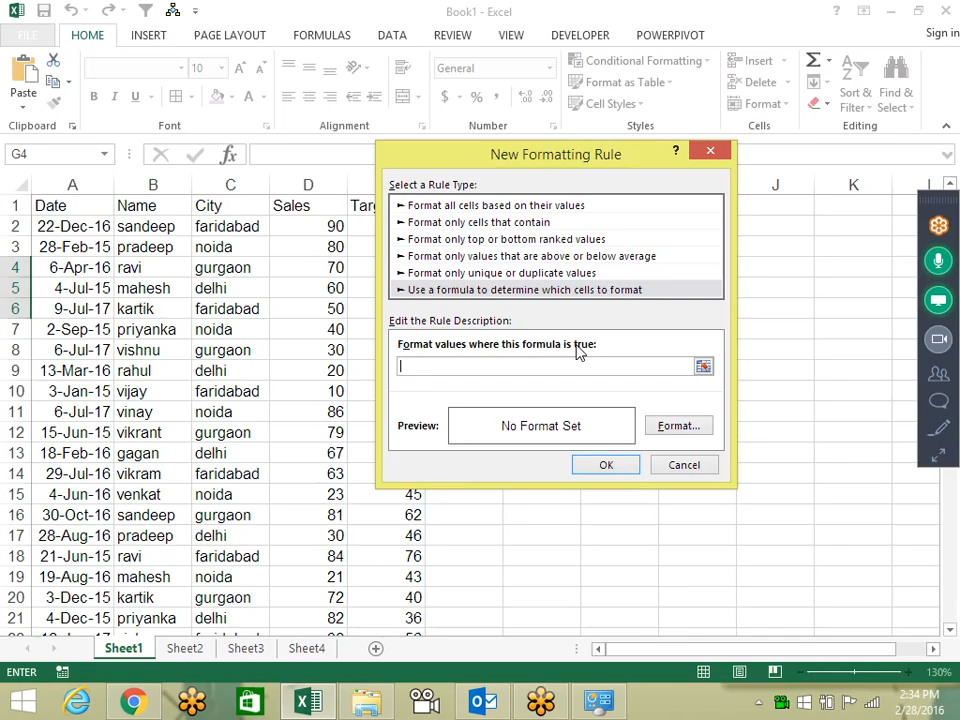 Book1 - Excel
? 
Sign in
FILE HOME INSERT PAGE LAYOUT FORMULAS DATA REVIEW VIEW DEVELOPER POWERPIVOT
Paste
10 A A
B I U A
General
$ % ,
Conditional Formatting
Format as Table
Cell Styles
Insert
Delete
Format
Sort & Filter
Find & Select
Clipboard Font Alignment Number Styles Cells Editing
G4 fx
New Formatting Rule ?
Select a Rule Type:
► Format all cells based on their values
► Format only cells that contain
► Format only top or bottom ranked values
► Format only values that are above or below average
► Format only unique or duplicate values
► Use a formula to determine which cells to format
Edit the Rule Description:
Format values where this formula is true:
Preview: No Format Set Format...
OK Cancel
A B C D J K
1 Date Name City Sales
2 22-Dec-16 sandeep faridabad 90
3 28-Feb-15 pradeep noida 80
4 6-Apr-16 ravi gurgaon 70
5 4-Jul-15 mahesh delhi 60
6 9-Jul-17 kartik faridabad 50
7 2-Sep-15 priyanka noida 40
8 6-Jul-17 vishnu gurgaon 30
9 13-Mar-16 rahul delhi 20
10 3-Jan-15 vijay faridabad 10
11 6-Jul-17 vinay noida 86
12 15-Jun-15 vikrant gurgaon 79
13 18-Feb-16 gagan delhi 67
14 29-Jul-16 vikram faridabad 63
15 4-Jun-16 venkat noida 23 45
16 30-Oct-16 sandeep gurgaon 81 62
17 28-Aug-16 pradeep delhi 30 46
18 21-Jun-15 ravi faridabad 84 76
19 19-Aug-16 mahesh noida 21 43
20 3-Dec-15 kartik gurgaon 72 40
21 4-Dec-15 priyanka delhi 82 36
Sheet1 Sheet2 Sheet3 Sheet4
ENTER 130%
2:34 PM
2/28/2016